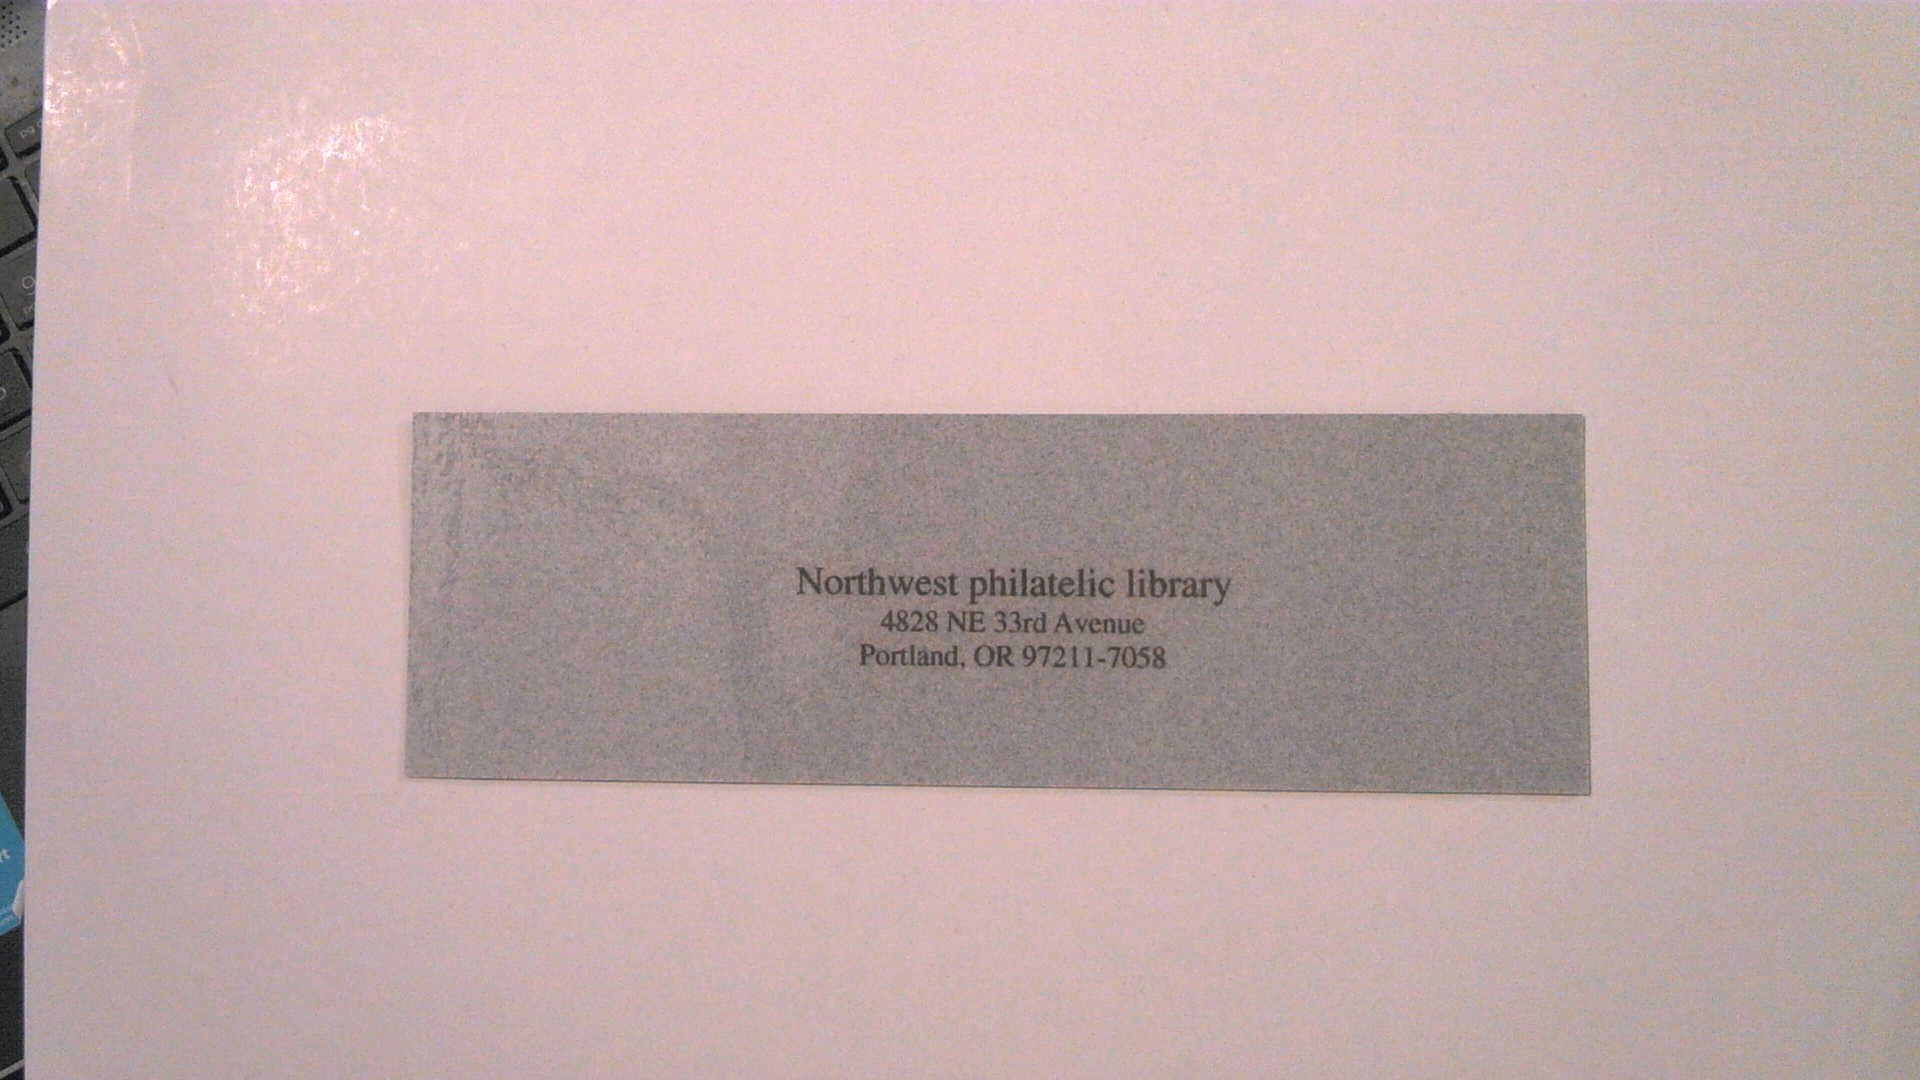 Northwest philatelic library
4828 NE 33rd Avenue
Portland, OR 97211-7058